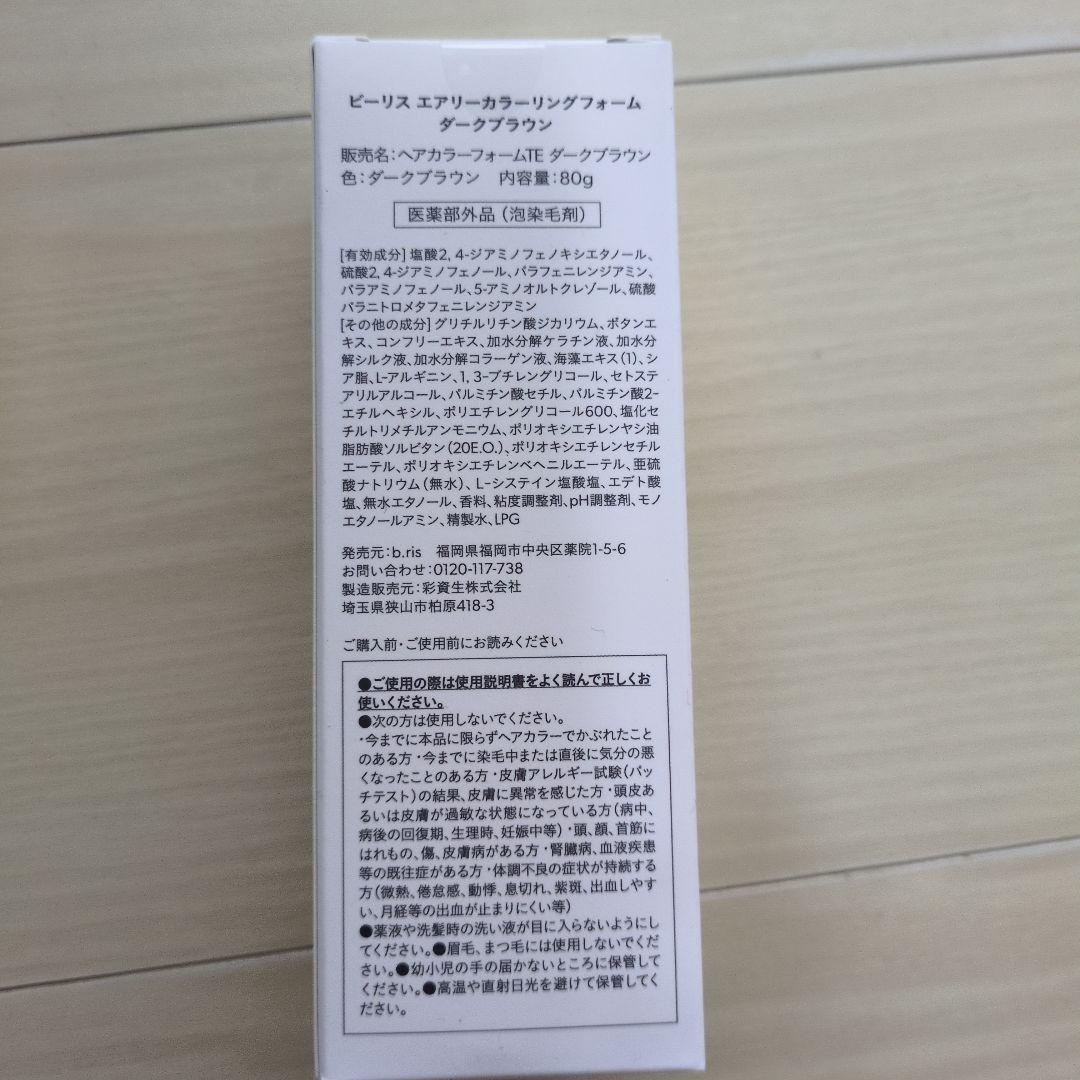 ビーリス エアリーカラーリングフォーム
ダークブラウン
販売名：ヘアカラーフォームTE ダークブラウン
色：ダークブラウン　内容量：80g
医薬部外品（泡染毛剤）
[有効成分] 塩酸2, 4-ジアミノフェノキシエタノール、
硫酸2, 4-ジアミノフェノール、パラフェニレンジアミン、
パラアミノフェノール、5-アミノオルトクレゾール、硫酸
パラニトロメタフェニレンジアミン
[その他の成分] グリチルリチン酸ジカリウム、ボタンエ
キス、コンフリーエキス、加水分解ケラチン液、加水分
解シルク液、加水分解コラーゲン液、海藻エキス（1）、シ
ア脂、L-アルギニン、1, 3-ブチレングリコール、セトステ
アリルアルコール、パルミチン酸セチル、パルミチン酸2-
エチルヘキシル、ポリエチレングリコール600、塩化セ
チルトリメチルアンモニウム、ポリオキシエチレンヤシ油
脂肪酸ソルビタン（20E.O.）、ポリオキシエチレンセチル
エーテル、ポリオキシエチレンベヘニルエーテル、亜硫
酸ナトリウム（無水）、L-システイン塩酸塩、エデト酸
塩、無水エタノール、香料、粘度調整剤、pH調整剤、モノ
エタノールアミン、精製水、LPG
発売元：b.ris　福岡県福岡市中央区薬院1-5-6
お問い合わせ：0120-117-738
製造販売元：彩資生株式会社
埼玉県狭山市柏原418-3
ご購入前・ご使用前にお読みください
●ご使用の際は使用説明書をよく読んで正しくお
使いください。
●次の方は使用しないでください。
・今までに本品に限らずヘアカラーでかぶれたこと
のある方 ・今までに染毛中または直後に気分の悪
くなったことのある方 ・皮膚アレルギー試験（パッ
チテスト）の結果、皮膚に異常を感じた方 ・頭皮あ
るいは皮膚が過敏な状態になっている方（病中、
病後の回復期、生理時、妊娠中等） ・頭、顔、首筋に
はれもの、傷、皮膚病がある方 ・腎臓病、血液疾患
等の既往症がある方 ・体調不良の症状が持続する
方（微熱、倦怠感、動悸、息切れ、紫斑、出血しやす
い、月経等の出血が止まりにくい等）
●薬液や洗髪時の洗い液が目に入らないようにし
てください。●眉毛、まつ毛には使用しないでくだ
さい。●幼小児の手の届かないところに保管して
ください。●高温や直射日光を避けて保管してく
ださい。